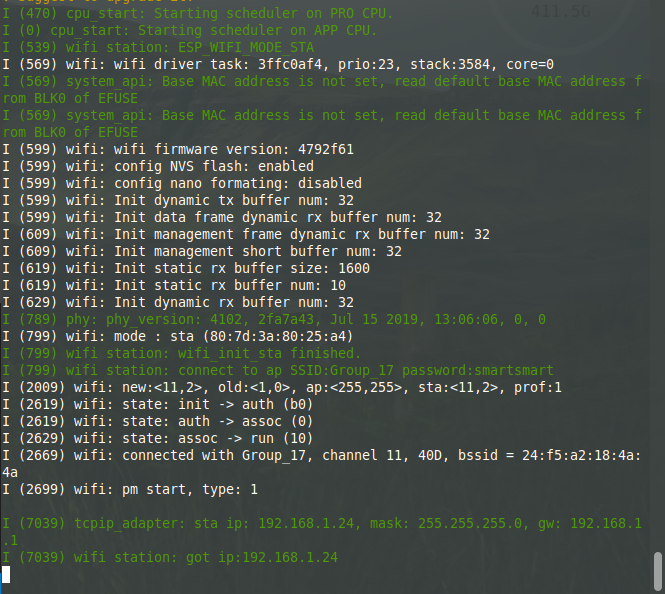 I (470) cpu_start: Starting scheduler on PRO CPU.
I (0) cpu_start: Starting scheduler on APP CPU.
I (539) wifi station: ESP_WIFI_MODE_STA
I (569) wifi: wifi driver task: 3ffc0af4, prio:23, stack:3584, core=0
I (569) system_api: Base MAC address is not set, read default base MAC address f
rom BLK0 of EFUSE
I (569) system_api: Base MAC address is not set, read default base MAC address f
rom BLK0 of EFUSE
I (599) wifi: wifi firmware version: 4792f61
I (599) wifi: config NVS flash: enabled
I (599) wifi: config nano formating: disabled
I (599) wifi: Init dynamic tx buffer num: 32
I (599) wifi: Init data frame dynamic rx buffer num: 32
I (609) wifi: Init management frame dynamic rx buffer num: 32
I (609) wifi: Init management short buffer num: 32
I (619) wifi: Init static rx buffer size: 1600
I (619) wifi: Init static rx buffer num: 10
I (629) wifi: Init dynamic rx buffer num: 32
I (789) phy: phy_version: 4102, 2fa7a43, Jul 15 2019, 13:06:06, 0, 0
I (799) wifi: mode : sta (80:7d:3a:80:25:a4)
I (799) wifi station: wifi_init_sta finished.
I (799) wifi station: connect to ap SSID:Group_17 password:smartsmart
I (2009) wifi: new:<11,2>, old:<1,0>, ap:<255,255>, sta:<11,2>, prof:1
I (2619) wifi: state: init -> auth (b0)
I (2619) wifi: state: auth -> assoc (0)
I (2629) wifi: state: assoc -> run (10)
I (2669) wifi: connected with Group_17, channel 11, 40D, bssid = 24:f5:a2:18:4a:
4a
I (2699) wifi: pm start, type: 1
I (7039) tcpip_adapter: sta ip: 192.168.1.24, mask: 255.255.255.0, gw: 192.168.1
.1
I (7039) wifi station: got ip:192.168.1.24
411.5G